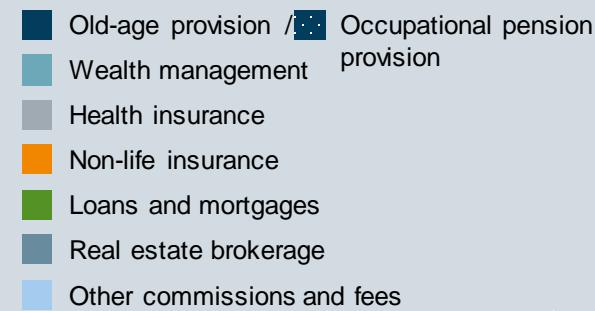 Old-age provision / Occupational pension
provision
Wealth management
Health insurance
Non-life insurance
Loans and mortgages
Real estate brokerage
Other commissions and fees